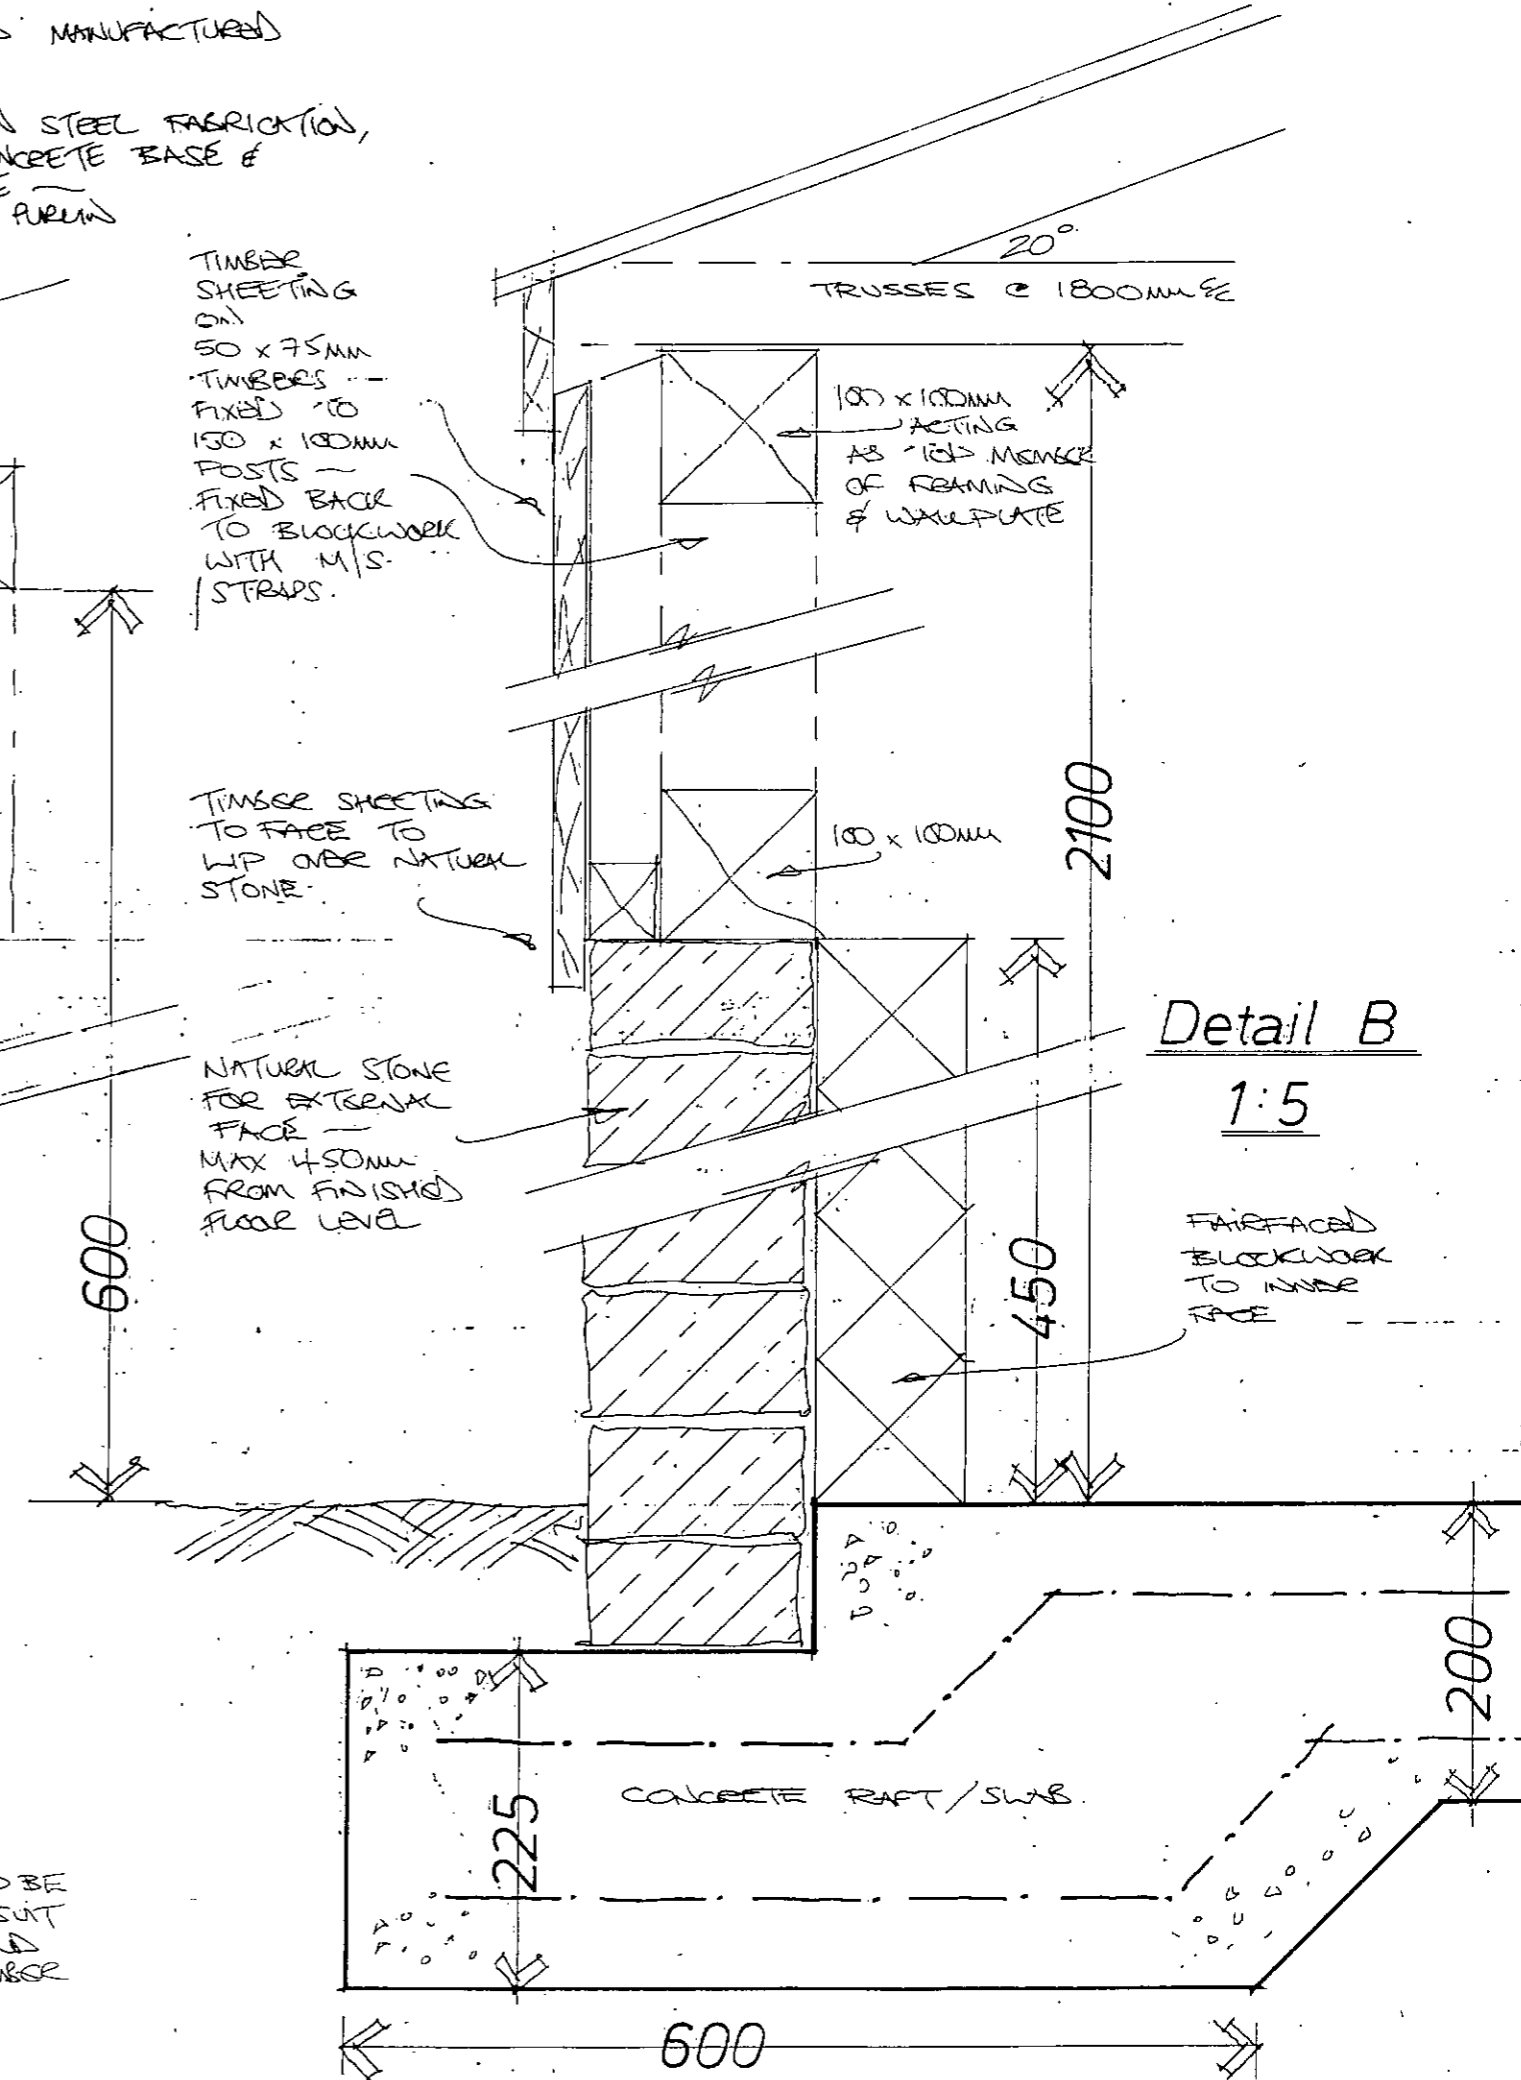 MANUFACTURED
STEEL FABRICATION,
CONCRETE BASE &
PURLIN
TIMBER
SHEETING
ON
50 x 75MM
TIMBERS -
FIXED TO
150 x 100MM
POSTS -
FIXED BACK
TO BLOCKWORK
WITH M/S.
STRAPS.
20°
TRUSSES @ 1800MM
100 x 100MM
ACTING
AS TOP MEMBER
OF FRAMING
& WALLPLATE
2100
TIMBER SHEETING
TO FACE TO
LIP OVER NATURAL
STONE.
100 x 100MM
Detail B
1:5
NATURAL STONE
FOR EXTERNAL
FACE -
MAX 450MM
FROM FINISHED
FLOOR LEVEL
600
450
FAIRFACED
BLOCKWORK
TO INNER
FACE
200
CONCRETE RAFT/SLAB.
225
BE
SUIT
600